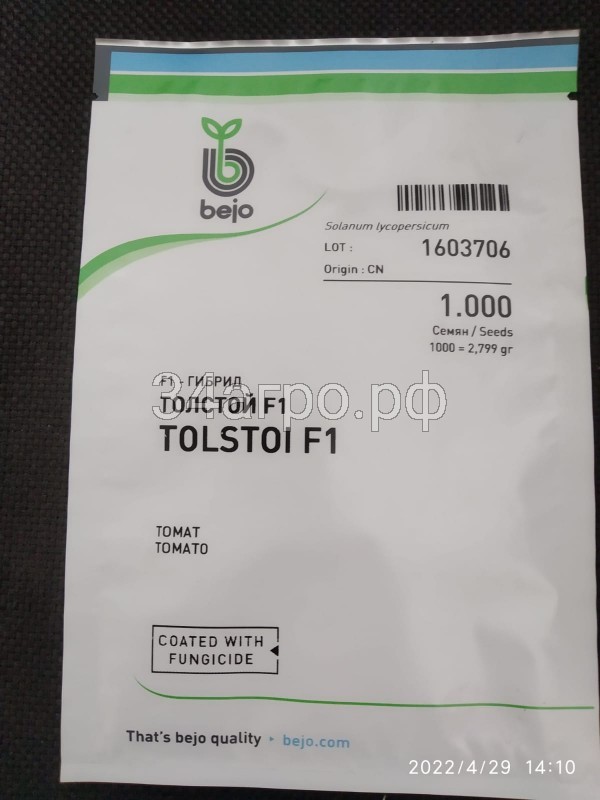 bejo
Solanum lycopersicum
LOT : 1603706
Origin : CN
1.000
Семян / Seeds
1000 = 2,799 gr
F1 - ГИБРИД
ТОЛСТОЙ F1
34агро.рф
TOLSTOI F1
ТОМАТ
TOMATO
COATED WITH
FUNGICIDE
That's bejo quality
bejo.com
2022/4/29 14:10